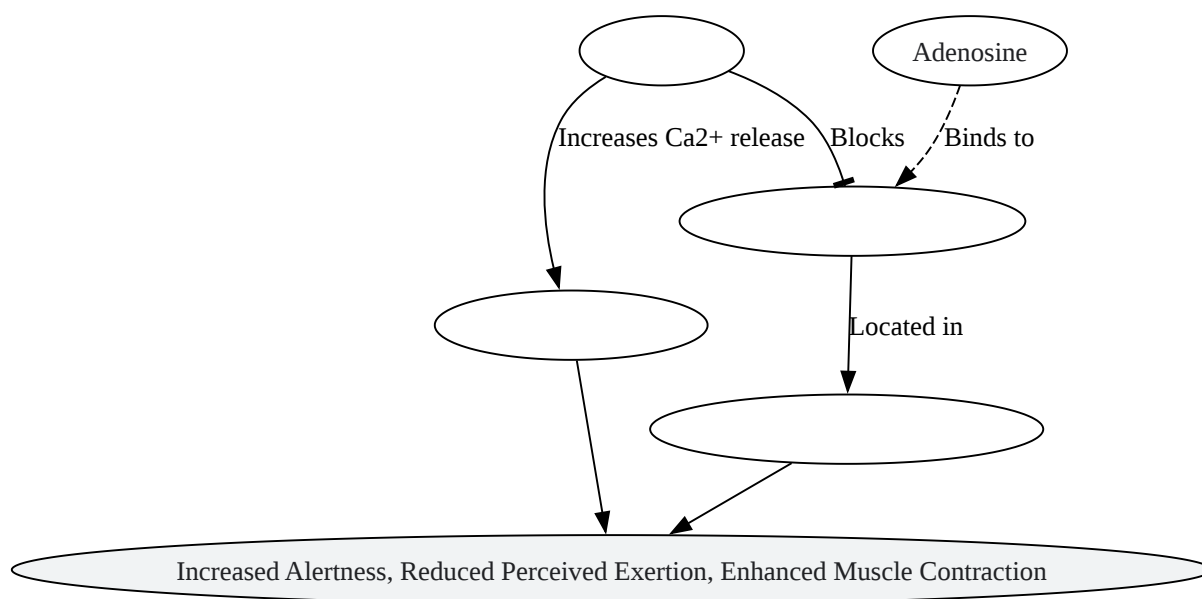 Adenosine
Increases Ca2+ release
Blocks
Binds to
Located in
Increased Alertness, Reduced Perceived Exertion, Enhanced Muscle Contraction